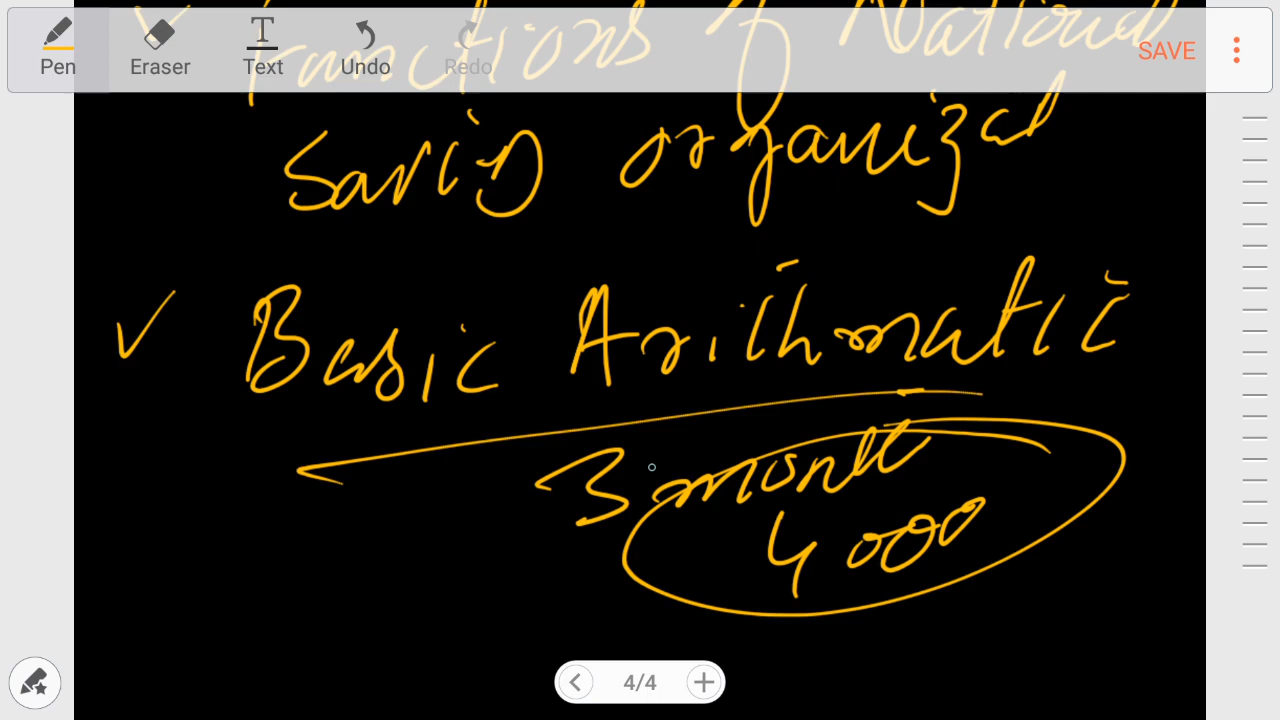 Functions of National
Pen Eraser Text Undo Redo SAVE
Saving organizat
Basic Arithmatic
3 month
4000
4/4